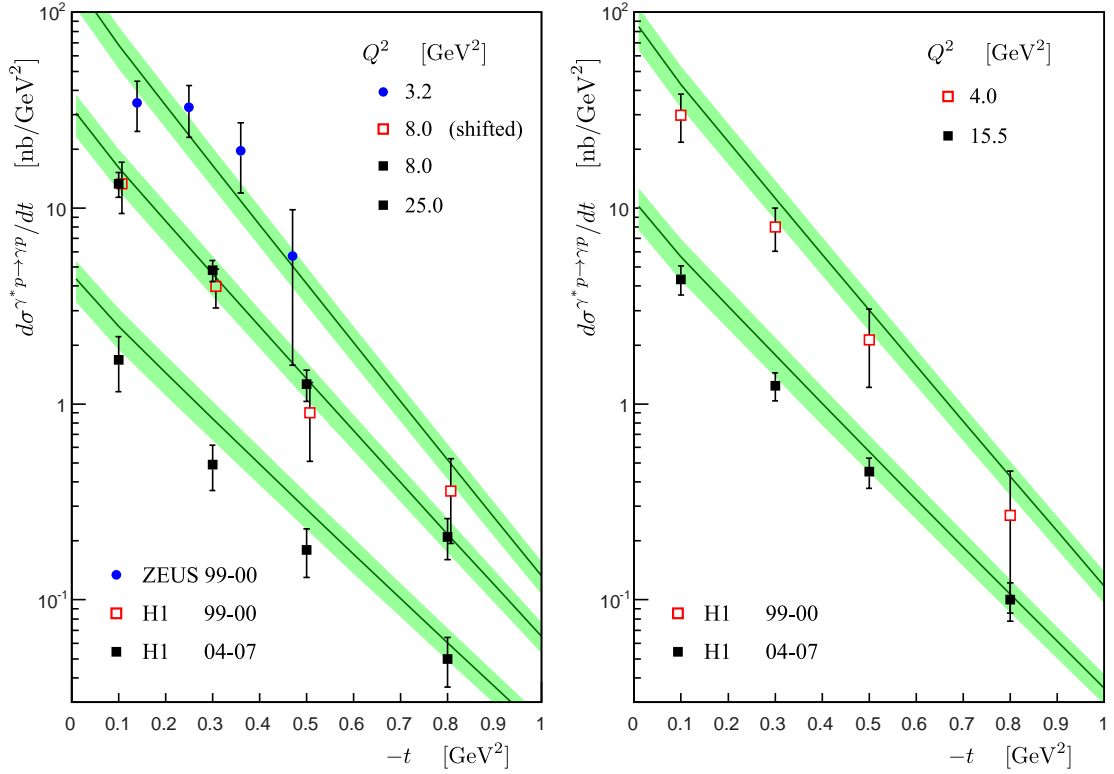 10²
10
1
10⁻¹
dσ^{γ* p→γp}/dt [nb/GeV²]
Q² [GeV²]
3.2
8.0 (shifted)
8.0
25.0
ZEUS 99-00
H1 99-00
H1 04-07
0 0.1 0.2 0.3 0.4 0.5 0.6 0.7 0.8 0.9 1
−t [GeV²]
10²
10
1
10⁻¹
dσ^{γ* p→γp}/dt [nb/GeV²]
Q² [GeV²]
4.0
15.5
H1 99-00
H1 04-07
0 0.1 0.2 0.3 0.4 0.5 0.6 0.7 0.8 0.9 1
−t [GeV²]